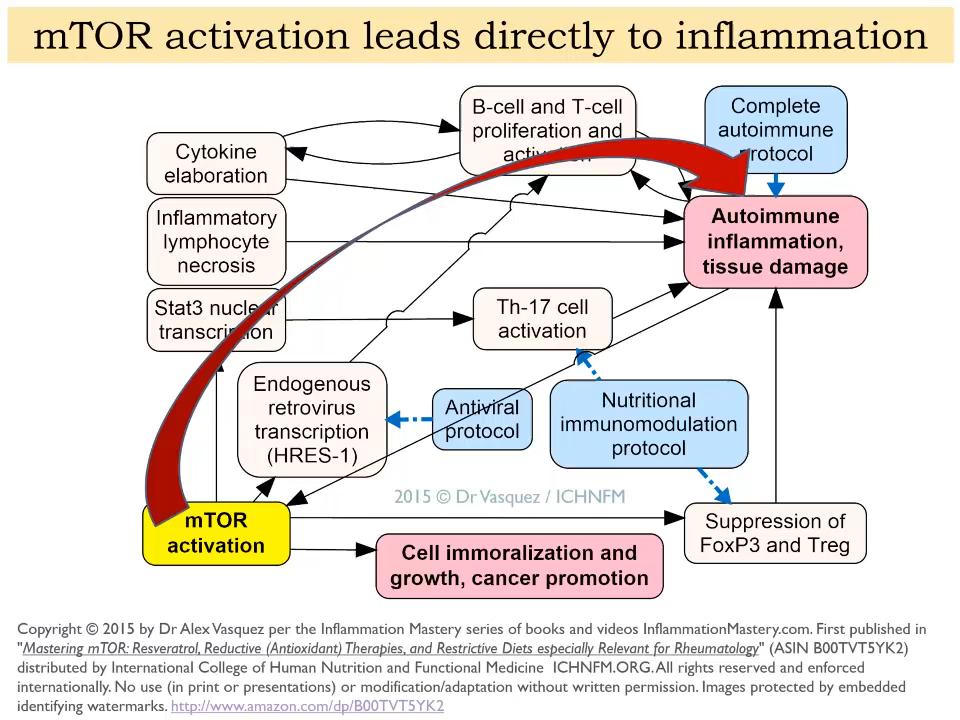 mTOR activation leads directly to inflammation
B-cell and T-cell
proliferation and
activation
Complete
autoimmune
protocol
Cytokine
elaboration
Inflammatory
lymphocyte
necrosis
Autoimmune
inflammation,
tissue damage
Stat3 nuclear
transcription
Th-17 cell
activation
Endogenous
retrovirus
transcription
(HRES-1)
Antiviral
protocol
Nutritional
immunomodulation
protocol
2015 © Dr Vasquez / ICHNFM
mTOR
activation
Suppression of
FoxP3 and Treg
Cell immoralization and
growth, cancer promotion
Copyright © 2015 by Dr Alex Vasquez per the Inflammation Mastery series of books and videos InflammationMastery.com. First published in
"Mastering mTOR: Resveratrol, Reductive (Antioxidant) Therapies, and Restrictive Diets especially Relevant for Rheumatology" (ASIN B00TVT5YK2)
distributed by International College of Human Nutrition and Functional Medicine ICHNFM.ORG. All rights reserved and enforced
internationally. No use (in print or presentations) or modification/adaptation without written permission. Images protected by embedded
identifying watermarks. http://www.amazon.com/dp/B00TVT5YK2